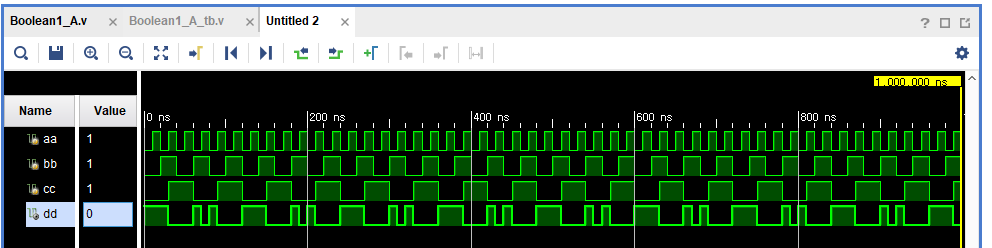 Boolean1_A.v × Boolean1_A_tb.v × Untitled 2 × ?
1,000.000 ns
Name Value
0 ns 200 ns 400 ns 600 ns 800 ns
aa 1
bb 1
cc 1
dd 0